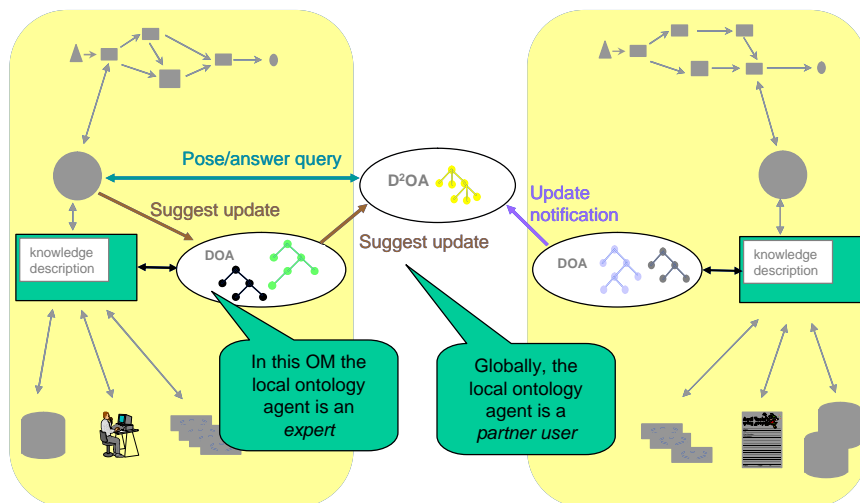 Pose/answer query
D²OA
Suggest update
Update
notification
Suggest update
knowledge
description
DOA
DOA
knowledge
description
In this OM the
local ontology
agent is an
expert
Globally, the
local ontology
agent is a
partner user